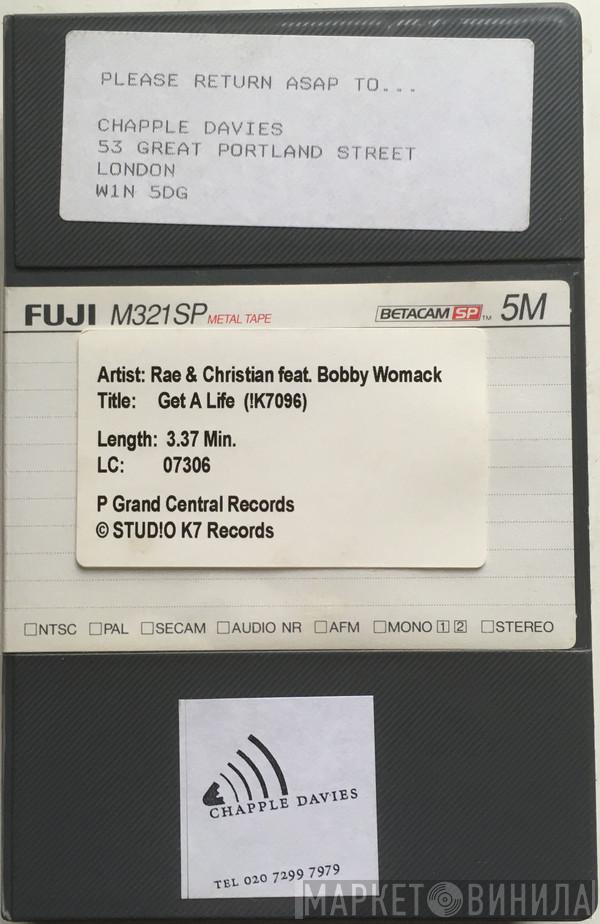 PLEASE RETURN ASAP TO...
CHAPPLE DAVIES
53 GREAT PORTLAND STREET
LONDON
W1N 5DG
FUJI M321SP METAL TAPE BETACAM SP TM 5M
Artist: Rae & Christian feat. Bobby Womack
Title: Get A Life (!K7096)
Length: 3.37 Min.
LC: 07306
P Grand Central Records
© STUD!O K7 Records
NTSC PAL SECAM AUDIO NR AFM MONO 1 2 STEREO
CHAPPLE DAVIES
TEL 020 7299 7979
МАРКЕТ ВИНИЛА